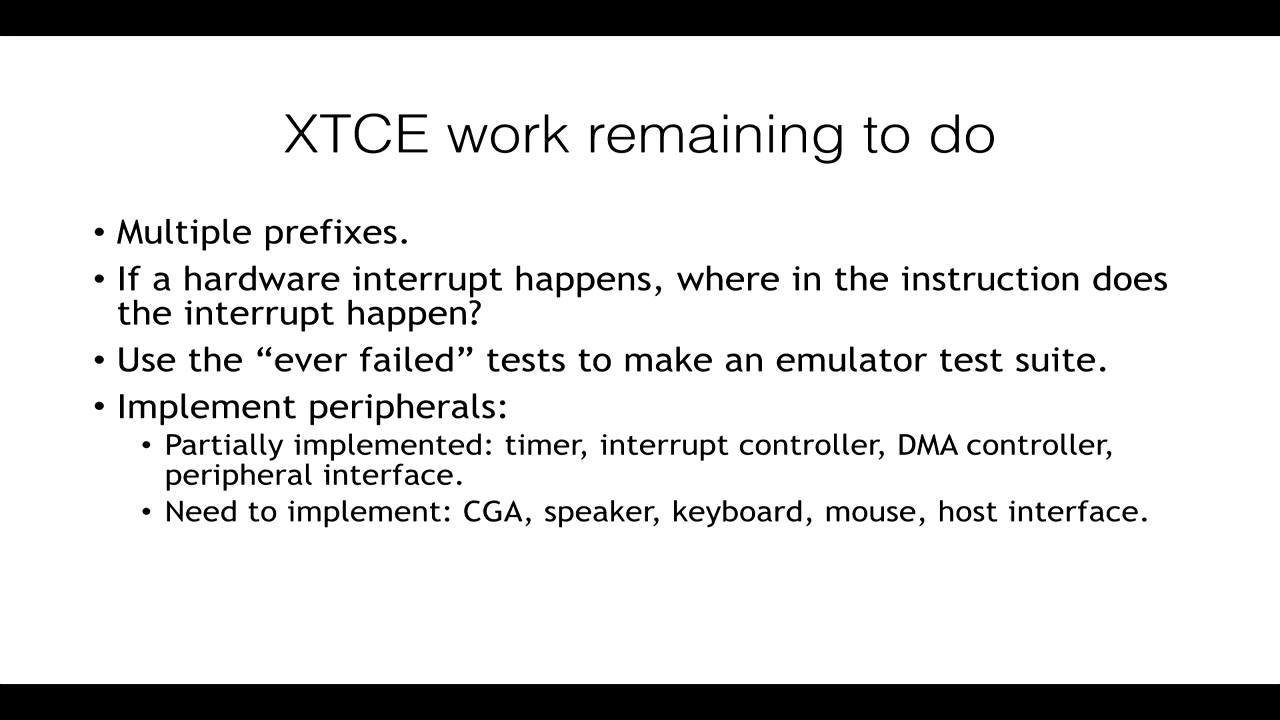 XTCE work remaining to do
• Multiple prefixes.
• If a hardware interrupt happens, where in the instruction does
the interrupt happen?
• Use the “ever failed” tests to make an emulator test suite.
• Implement peripherals:
• Partially implemented: timer, interrupt controller, DMA controller,
peripheral interface.
• Need to implement: CGA, speaker, keyboard, mouse, host interface.